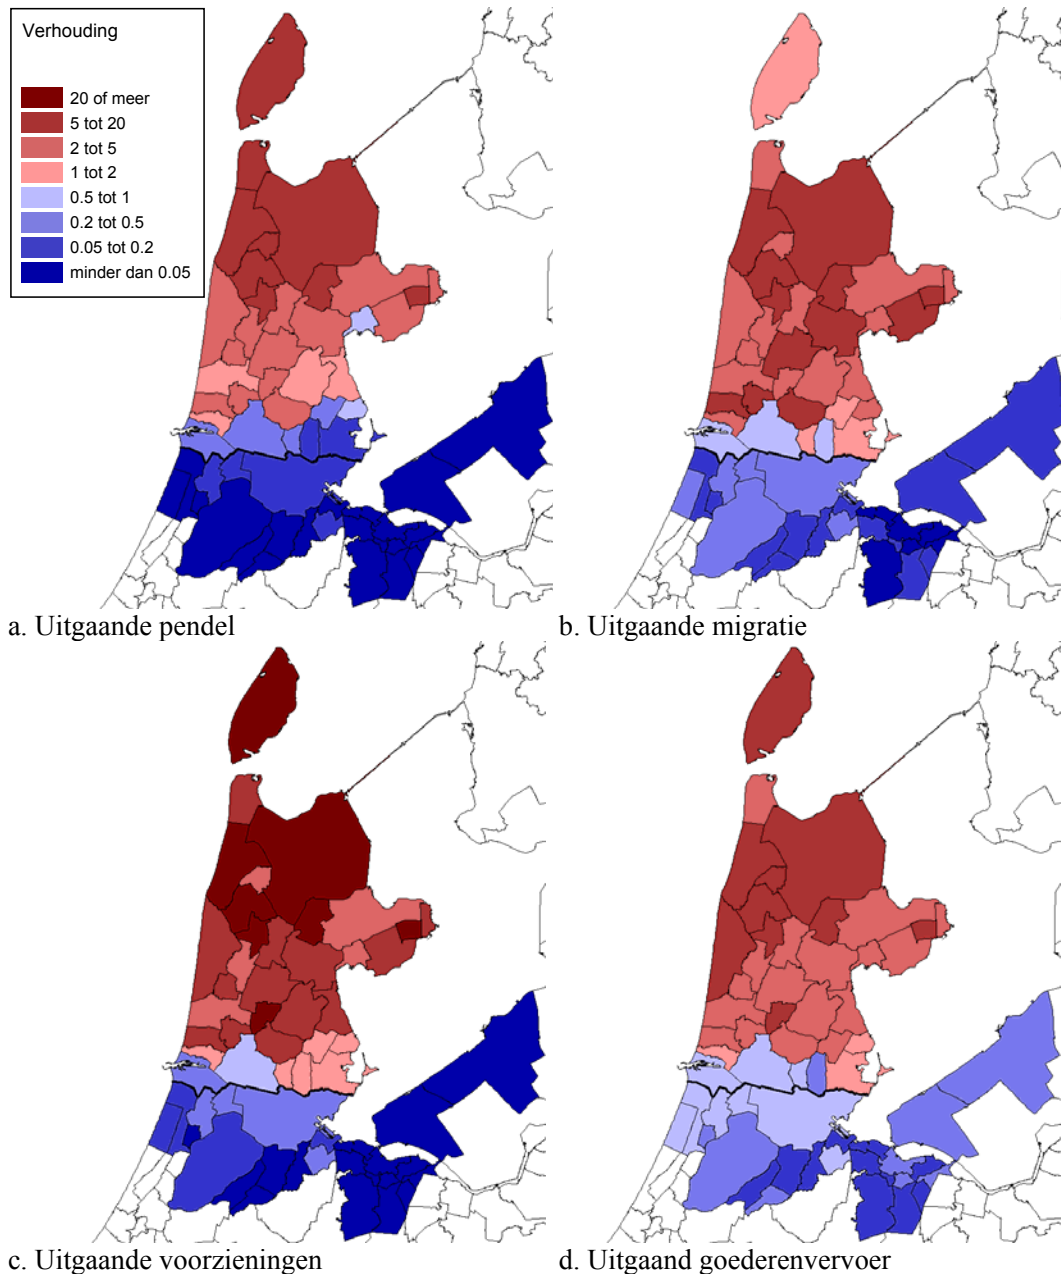 Verhouding
20 of meer
5 tot 20
2 tot 5
1 tot 2
0.5 tot 1
0.2 tot 0.5
0.05 tot 0.2
minder dan 0.05
a. Uitgaande pendel
b. Uitgaande migratie
c. Uitgaande voorzieningen
d. Uitgaand goederenvervoer